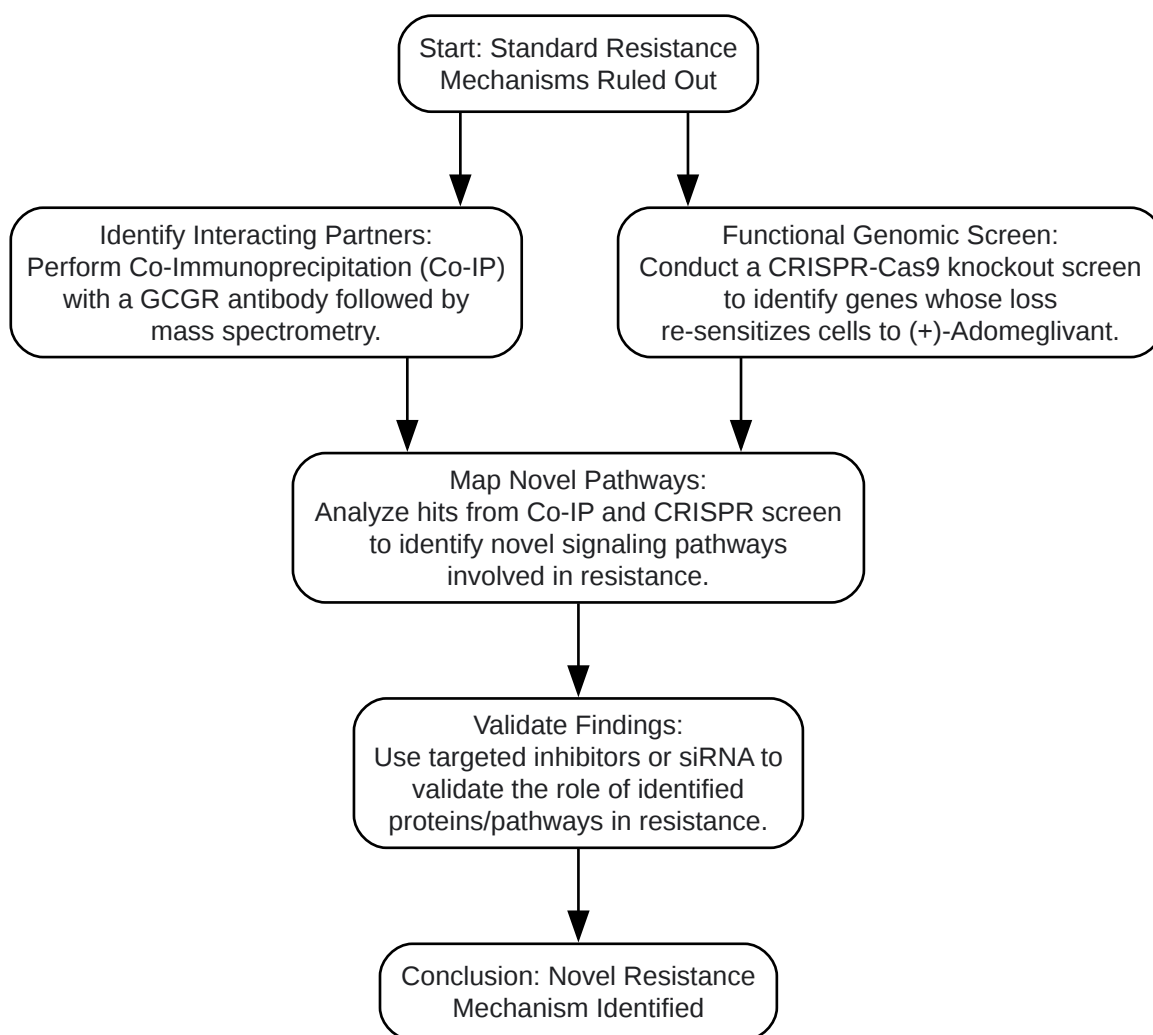 Start: Standard Resistance
Mechanisms Ruled Out
Identify Interacting Partners:
Perform Co-Immunoprecipitation (Co-IP)
with a GCGR antibody followed by
mass spectrometry.
Functional Genomic Screen:
Conduct a CRISPR-Cas9 knockout screen
to identify genes whose loss
re-sensitizes cells to (+)-Adomeglivant.
Map Novel Pathways:
Analyze hits from Co-IP and CRISPR screen
to identify novel signaling pathways
involved in resistance.
Validate Findings:
Use targeted inhibitors or siRNA to
validate the role of identified
proteins/pathways in resistance.
Conclusion: Novel Resistance
Mechanism Identified